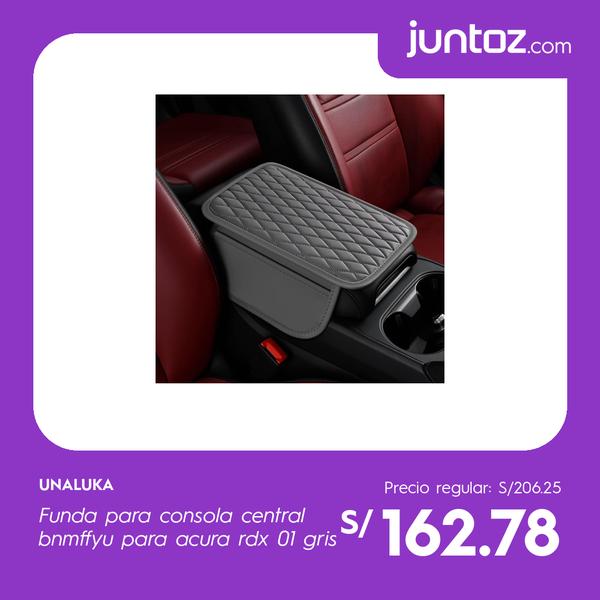 juntoz.com
UNALUKA
Funda para consola central
bnmffyu para acura rdx 01 gris
Precio regular: S/206.25
S/162.78